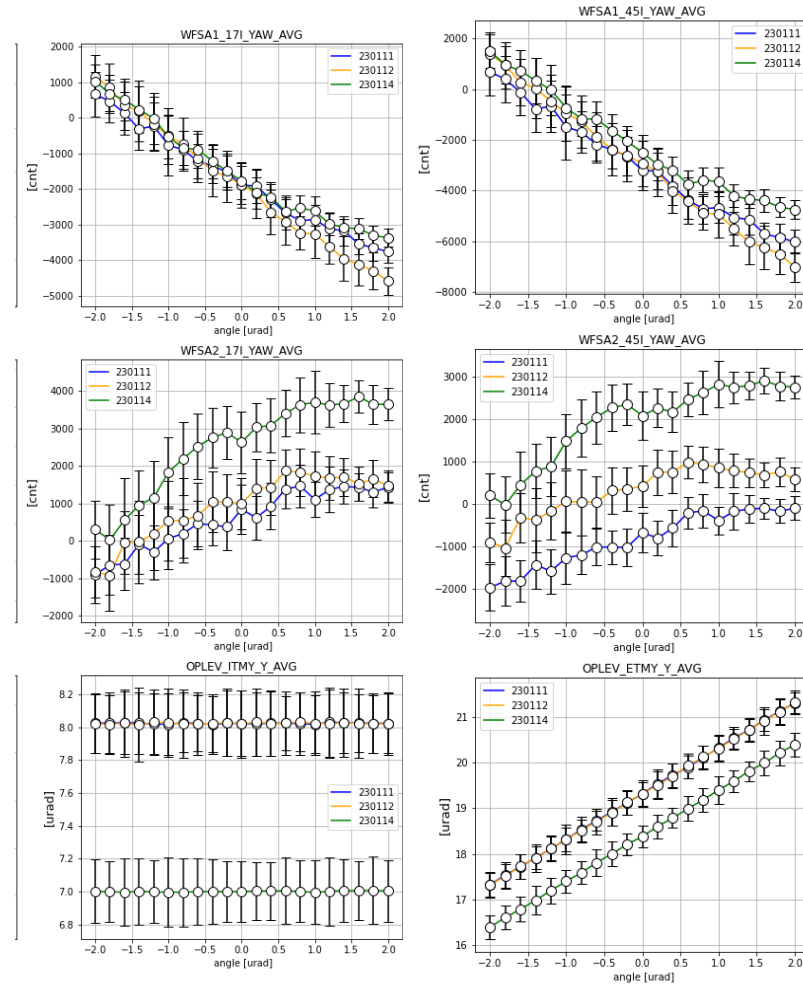 WFSA1_17I_YAW_AVG
2000
1000
0
−1000
−2000
−3000
−4000
−5000
[cnt]
230111
230112
230114
−2.0 −1.5 −1.0 −0.5 0.0 0.5 1.0 1.5 2.0
angle [urad]
WFSA1_45I_YAW_AVG
2000
0
−2000
−4000
−6000
−8000
[cnt]
230111
230112
230114
−2.0 −1.5 −1.0 −0.5 0.0 0.5 1.0 1.5 2.0
angle [urad]
WFSA2_17I_YAW_AVG
4000
3000
2000
1000
0
−1000
−2000
[cnt]
230111
230112
230114
−2.0 −1.5 −1.0 −0.5 0.0 0.5 1.0 1.5 2.0
angle [urad]
WFSA2_45I_YAW_AVG
3000
2000
1000
0
−1000
−2000
[cnt]
230111
230112
230114
−2.0 −1.5 −1.0 −0.5 0.0 0.5 1.0 1.5 2.0
angle [urad]
OPLEV_ITMY_Y_AVG
8.2
8.0
7.8
7.6
7.4
7.2
7.0
6.8
[urad]
230111
230112
230114
−2.0 −1.5 −1.0 −0.5 0.0 0.5 1.0 1.5 2.0
angle [urad]
OPLEV_ETMY_Y_AVG
21
20
19
18
17
16
[urad]
230111
230112
230114
−2.0 −1.5 −1.0 −0.5 0.0 0.5 1.0 1.5 2.0
angle [urad]